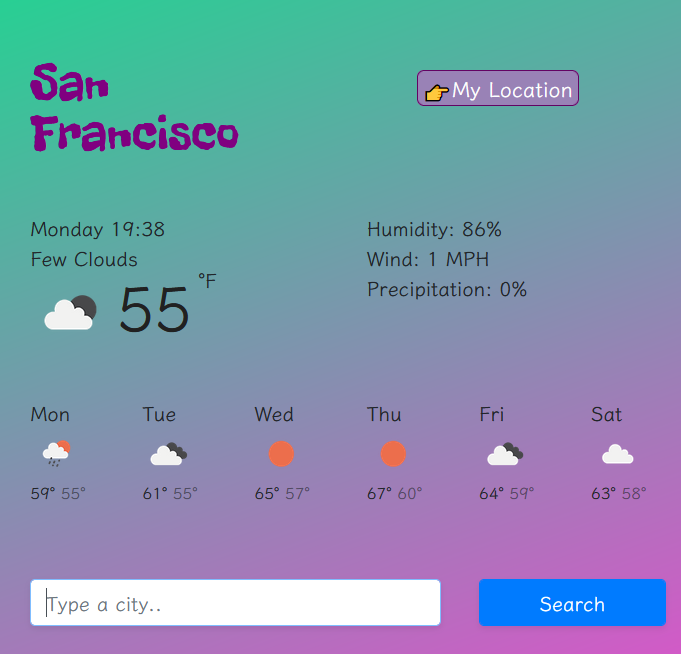 San
Francisco
👉My Location
Monday 19:38
Few Clouds
55 °F
Humidity: 86%
Wind: 1 MPH
Precipitation: 0%
Mon Tue Wed Thu Fri Sat
59° 55° 61° 55° 65° 57° 67° 60° 64° 59° 63° 58°
Type a city.. Search